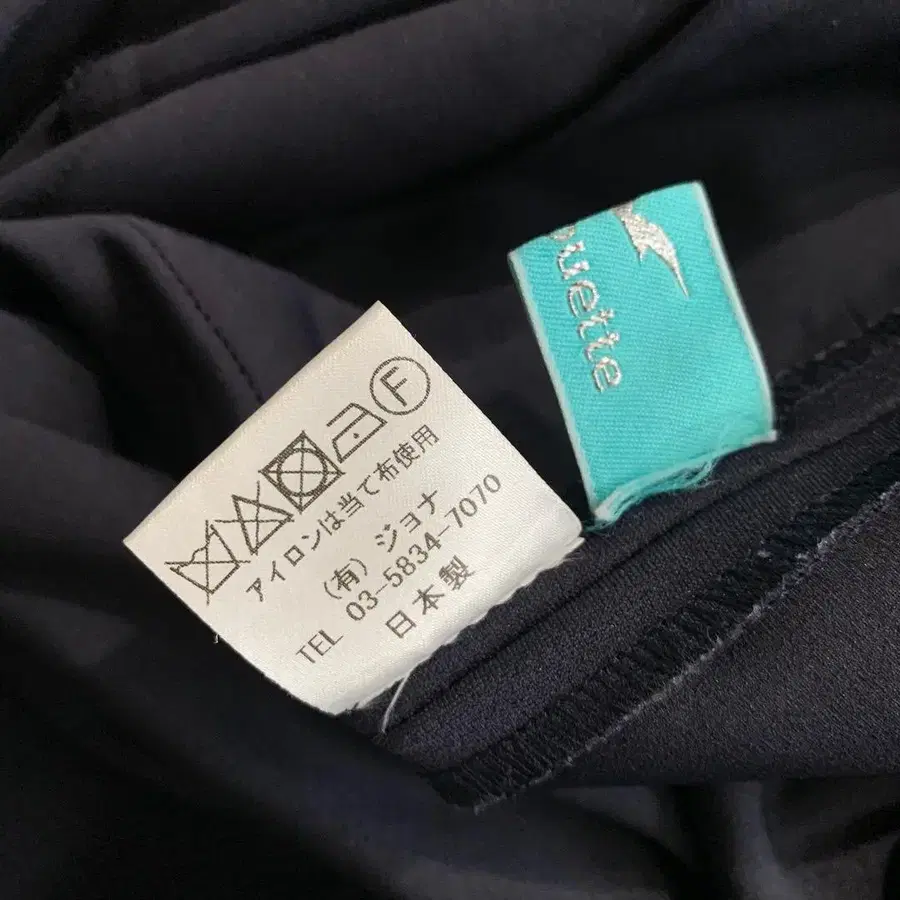 F
アイロンは当て布使用
(有) ジョナ
TEL 03-5834-7070
日本製
uette